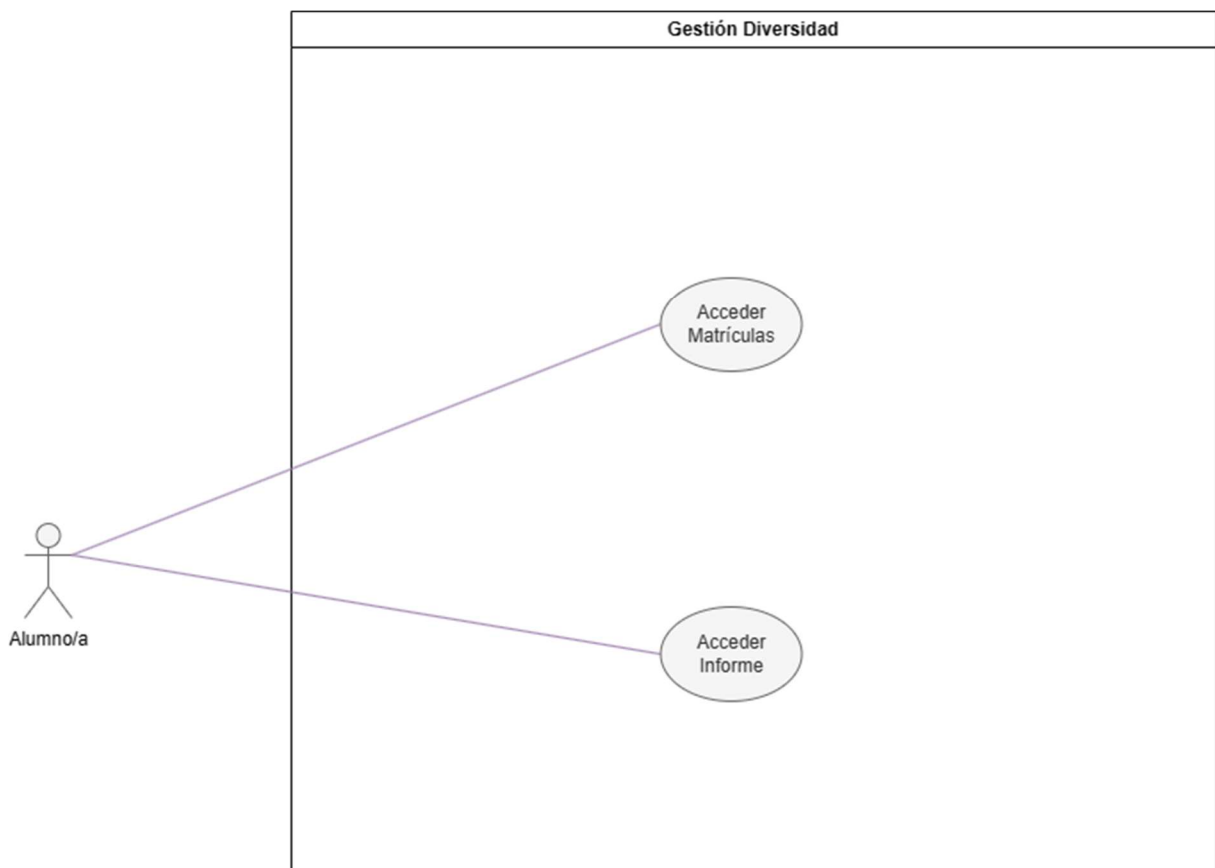 Gestión Diversidad
Acceder
Matrículas
Alumno/a
Acceder
Informe